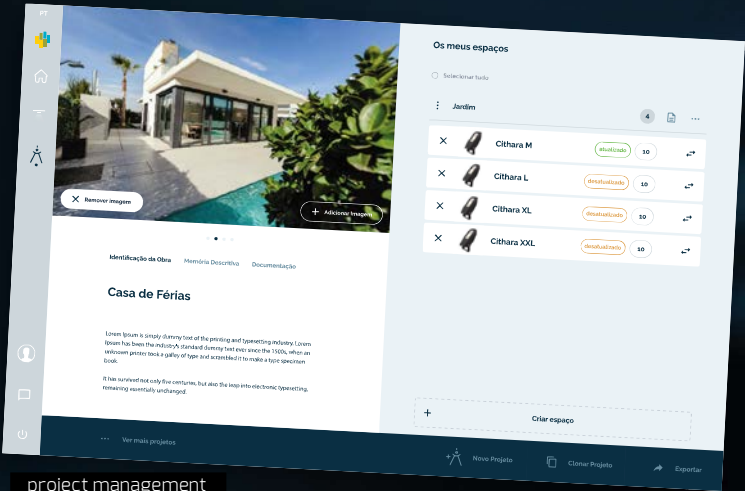 PT
Remover imagem
Adicionar imagem
Identificação da Obra
Memória Descritiva
Documentação
Casa de Férias
Lorem Ipsum is simply dummy text of the printing and typesetting industry. Lorem
Ipsum has been the industry's standard dummy text ever since the 1500s, when an
unknown printer took a galley of type and scrambled it to make a type specimen
book.
It has survived not only five centuries, but also the leap into electronic typesetting,
remaining essentially unchanged.
Os meus espaços
Selecionar tudo
Jardim
4
Cithara M
atualizado
10
Cithara L
desatualizado
10
Cithara XL
desatualizado
10
Cithara XXL
desatualizado
10
Criar espaço
Ver mais projetos
Novo Projeto
Clonar Projeto
Exportar
project management